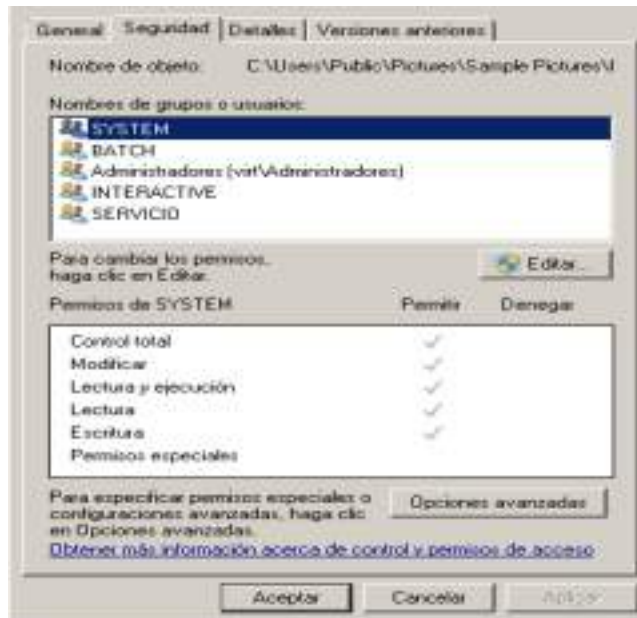 General Seguridad Detalles Versiones anteriores
Nombre de objeto: C:\Users\Public\Pictures\Sample Pictures\I
Nombres de grupos o usuarios:
SYSTEM
BATCH
Administradores (virt\Administradores)
INTERACTIVE
SERVICIO
Para cambiar los permisos,
haga clic en Editar.
Editar...
Permisos de SYSTEM Permitir Denegar
Control total
Modificar
Lectura y ejecución
Lectura
Escritura
Permisos especiales
Para especificar permisos especiales o
configuraciones avanzadas, haga clic
en Opciones avanzadas.
Opciones avanzadas
Obtener más información acerca de control y permisos de acceso
Aceptar Cancelar Aplicar